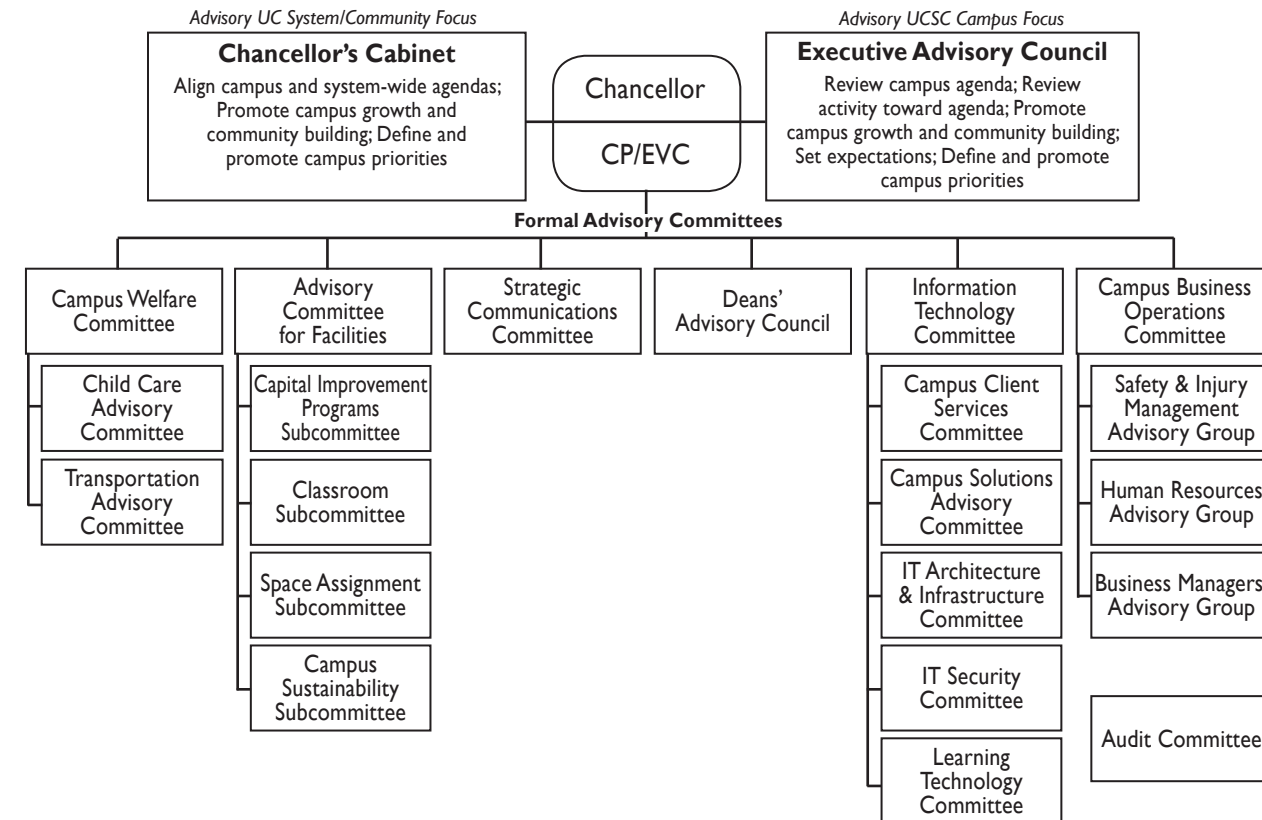 Advisory UC System/Community Focus
Chancellor’s Cabinet
Align campus and system-wide agendas;
Promote campus growth and
community building; Define and
promote campus priorities
Chancellor
CP/EVC
Advisory UCSC Campus Focus
Executive Advisory Council
Review campus agenda; Review
activity toward agenda; Promote
campus growth and community building;
Set expectations; Define and promote
campus priorities
Formal Advisory Committees
Campus Welfare
Committee
Child Care
Advisory
Committee
Transportation
Advisory
Committee
Advisory
Committee
for Facilities
Capital Improvement
Programs
Subcommittee
Classroom
Subcommittee
Space Assignment
Subcommittee
Campus
Sustainability
Subcommittee
Strategic
Communications
Committee
Deans’
Advisory Council
Information
Technology
Committee
Campus Client
Services
Committee
Campus Solutions
Advisory
Committee
IT Architecture
& Infrastructure
Committee
IT Security
Committee
Learning
Technology
Committee
Campus Business
Operations
Committee
Safety & Injury
Management
Advisory Group
Human Resources
Advisory Group
Business Managers
Advisory Group
Audit Committee